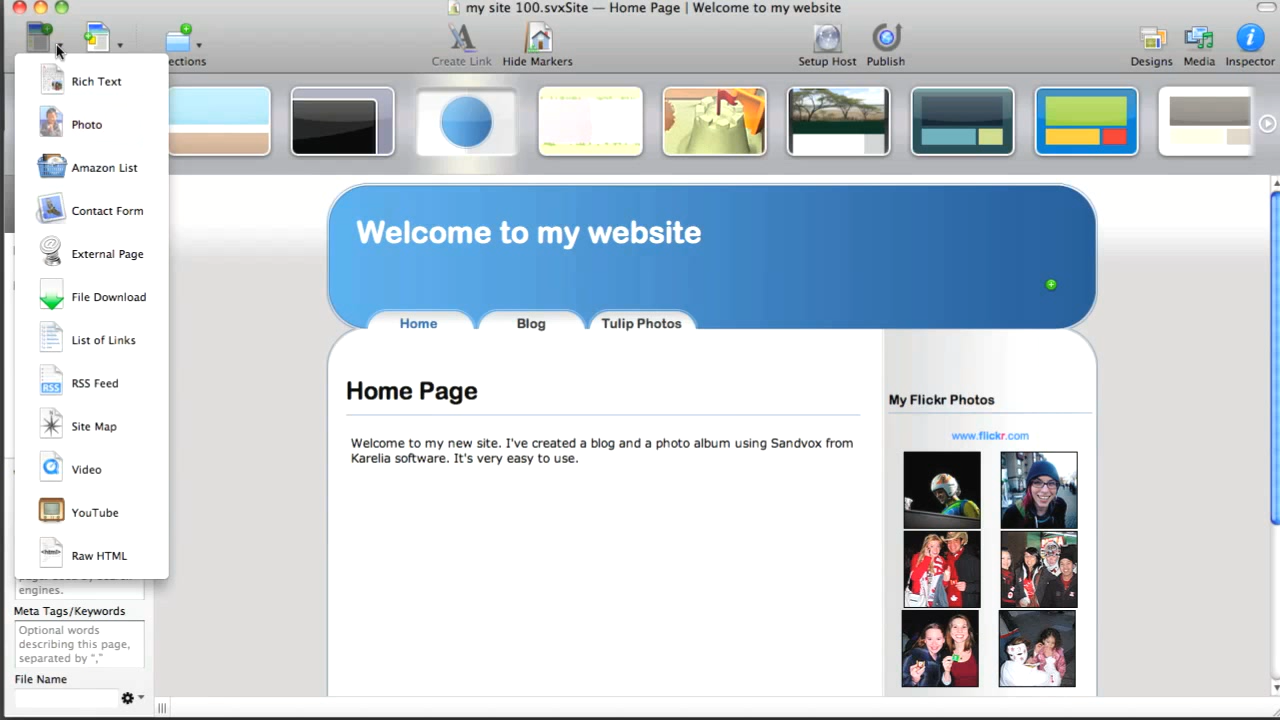 my site 100.svxSite — Home Page | Welcome to my website
ections
Create Link
Hide Markers
Setup Host
Publish
Designs
Media
Inspector
Rich Text
Photo
Amazon List
Contact Form
External Page
File Download
List of Links
RSS
RSS Feed
Site Map
Video
YouTube
<html>
Raw HTML
engines.
Meta Tags/Keywords
Optional words
describing this page,
separated by “,”
File Name
Welcome to my website
Home
Blog
Tulip Photos
Home Page
Welcome to my new site. I've created a blog and a photo album using Sandvox from
Karelia software. It's very easy to use.
My Flickr Photos
www.flickr.com